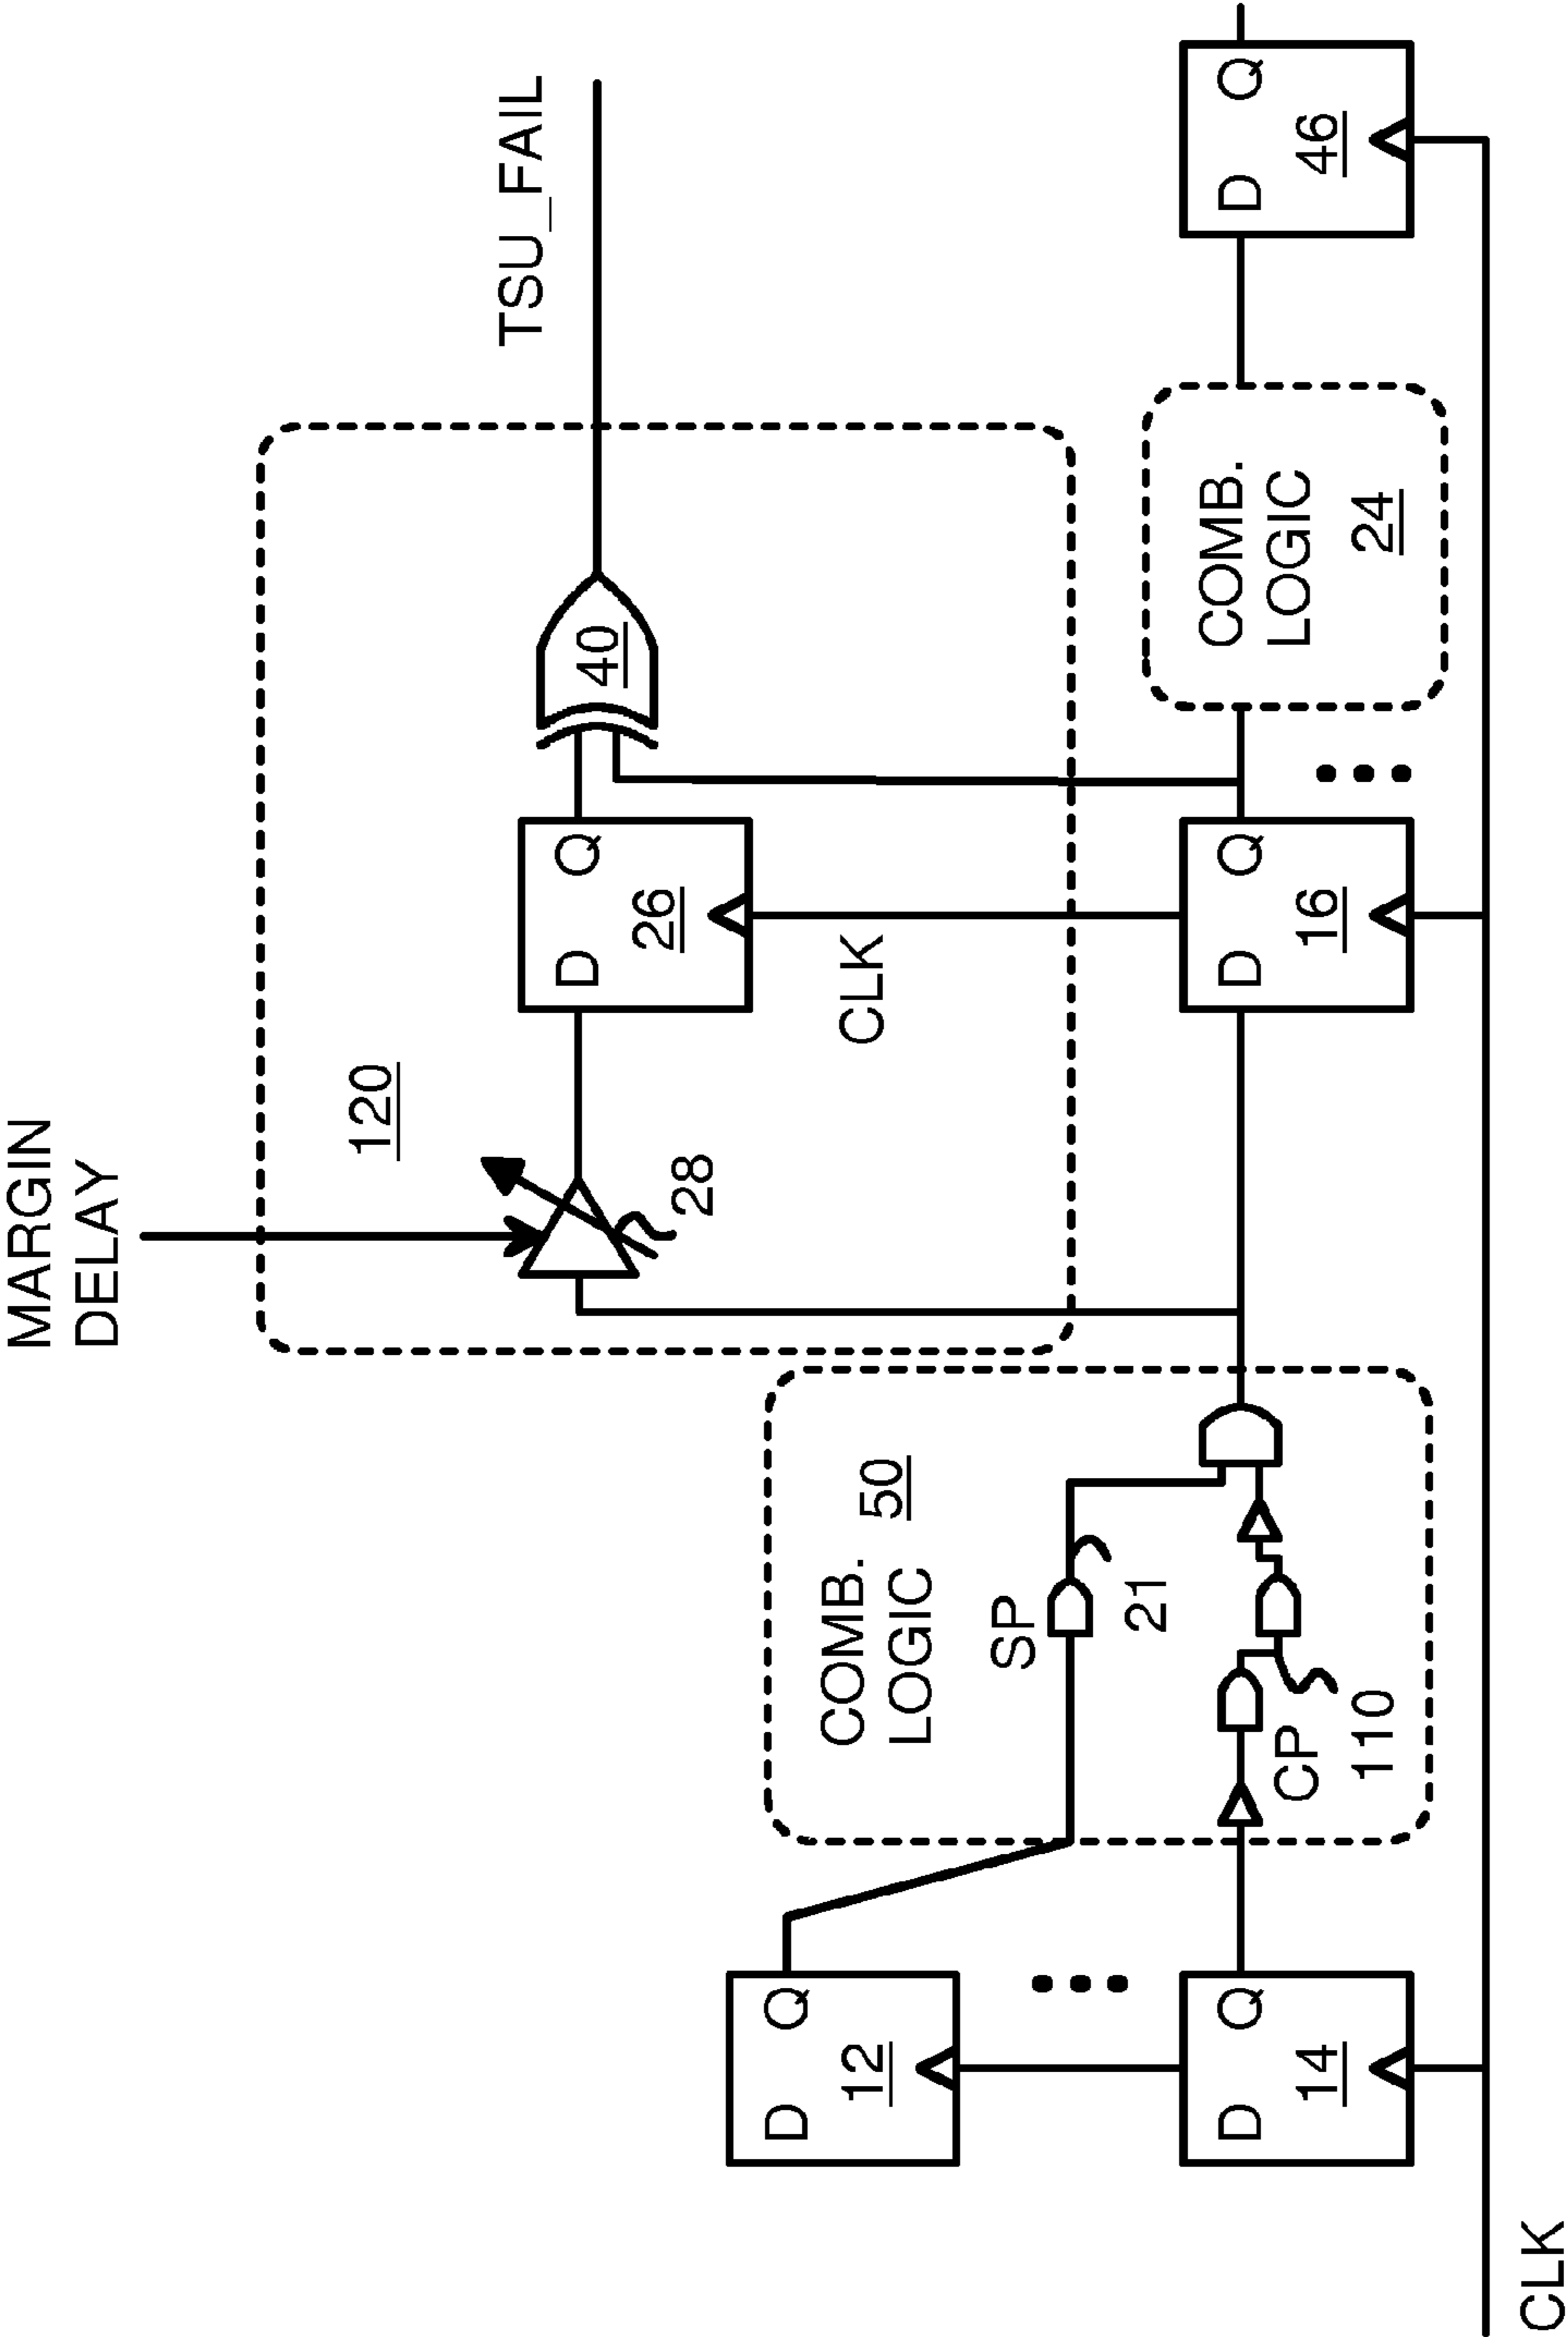 MARGIN
DELAY
120
28
D Q
26
CLK
40
TSU_FAIL
D Q
12
D Q
14
COMB.
LOGIC 50
SP
21
CP
110
D Q
16
COMB.
LOGIC
24
D Q
46
CLK